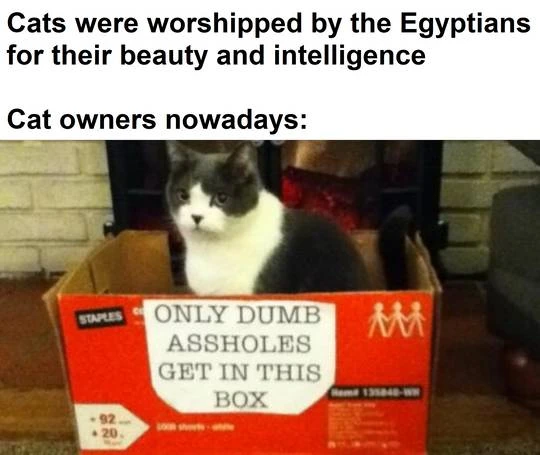 Cats were worshipped by the Egyptians
for their beauty and intelligence
Cat owners nowadays:
STAPLES
ONLY DUMB
ASSHOLES
GET IN THIS
BOX
92
20